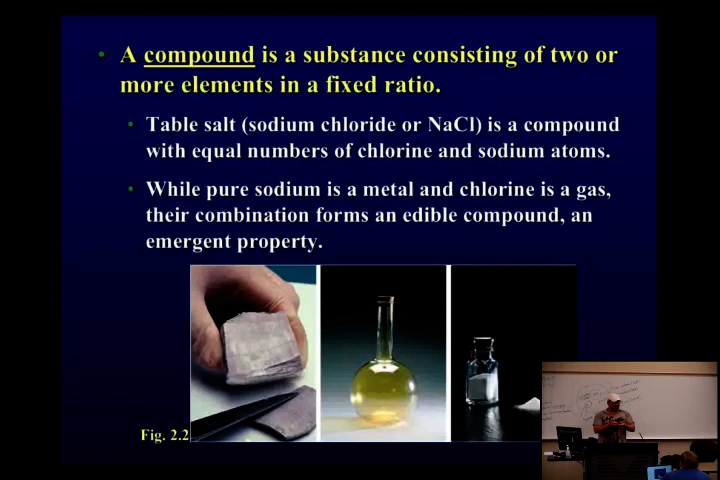 • A compound is a substance consisting of two or
more elements in a fixed ratio.
• Table salt (sodium chloride or NaCl) is a compound
with equal numbers of chlorine and sodium atoms.
• While pure sodium is a metal and chlorine is a gas,
their combination forms an edible compound, an
emergent property.
Fig. 2.2